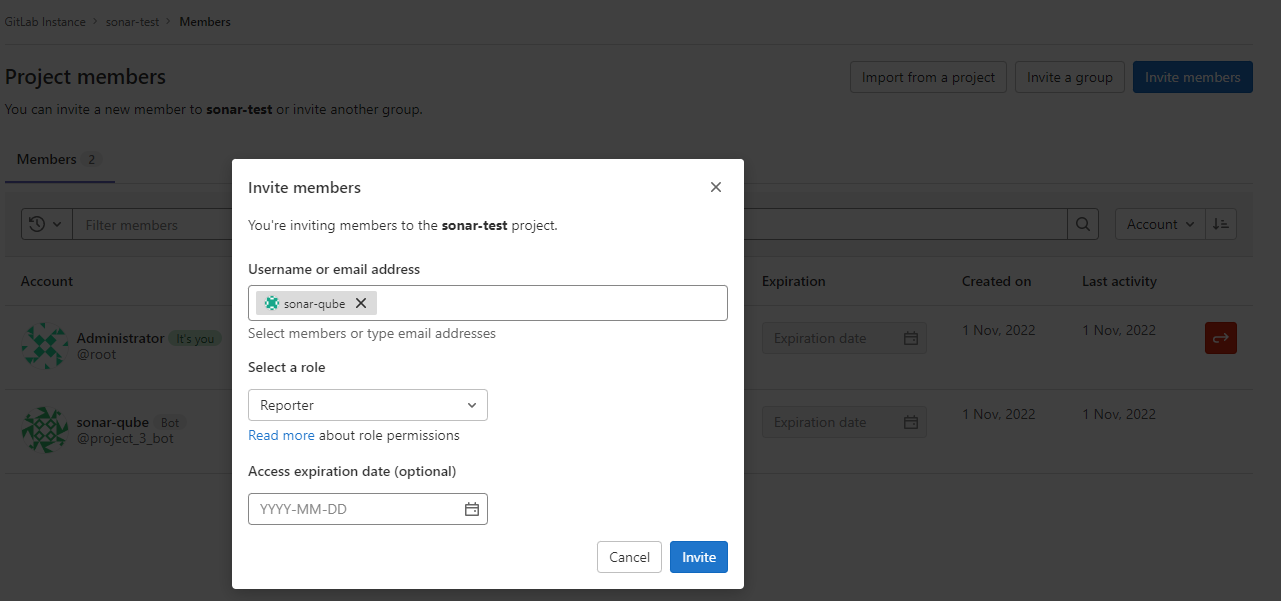 GitLab Instance > sonar-test > Members
Project members
Import from a project
Invite a group
Invite members
You can invite a new member to sonar-test or invite another group.
Members 2
Filter members
Account
Account
Expiration
Created on
Last activity
Administrator It's you
@root
Expiration date
1 Nov, 2022
1 Nov, 2022
sonar-qube Bot
@project_3_bot
Expiration date
1 Nov, 2022
1 Nov, 2022
Invite members
You're inviting members to the sonar-test project.
Username or email address
sonar-qube
Select members or type email addresses
Select a role
Reporter
Read more about role permissions
Access expiration date (optional)
YYYY-MM-DD
Cancel
Invite